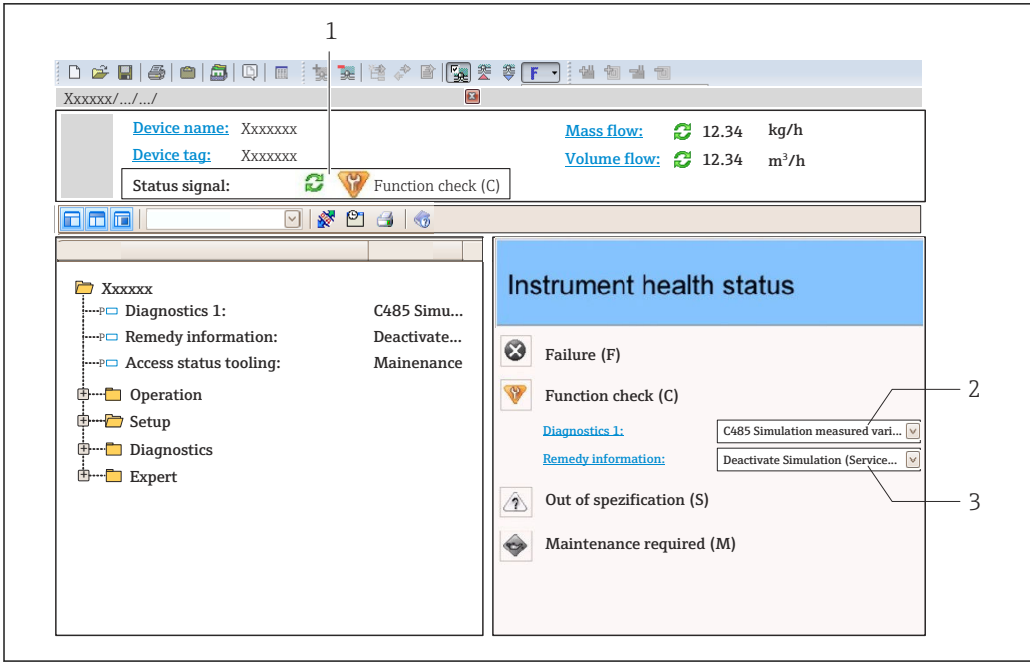 1
F
Xxxxxx/.../.../
Device name: Xxxxxxx
Mass flow: 12.34 kg/h
Device tag: Xxxxxxx
Volume flow: 12.34 m³/h
Status signal: Function check (C)
Xxxxxx
Diagnostics 1: C485 Simu...
Remedy information: Deactivate...
Access status tooling: Mainenance
Operation
Setup
Diagnostics
Expert
Instrument health status
Failure (F)
Function check (C)
2
Diagnostics 1: C485 Simulation measured vari...
Remedy information: Deactivate Simulation (Service...
3
Out of spezification (S)
Maintenance required (M)